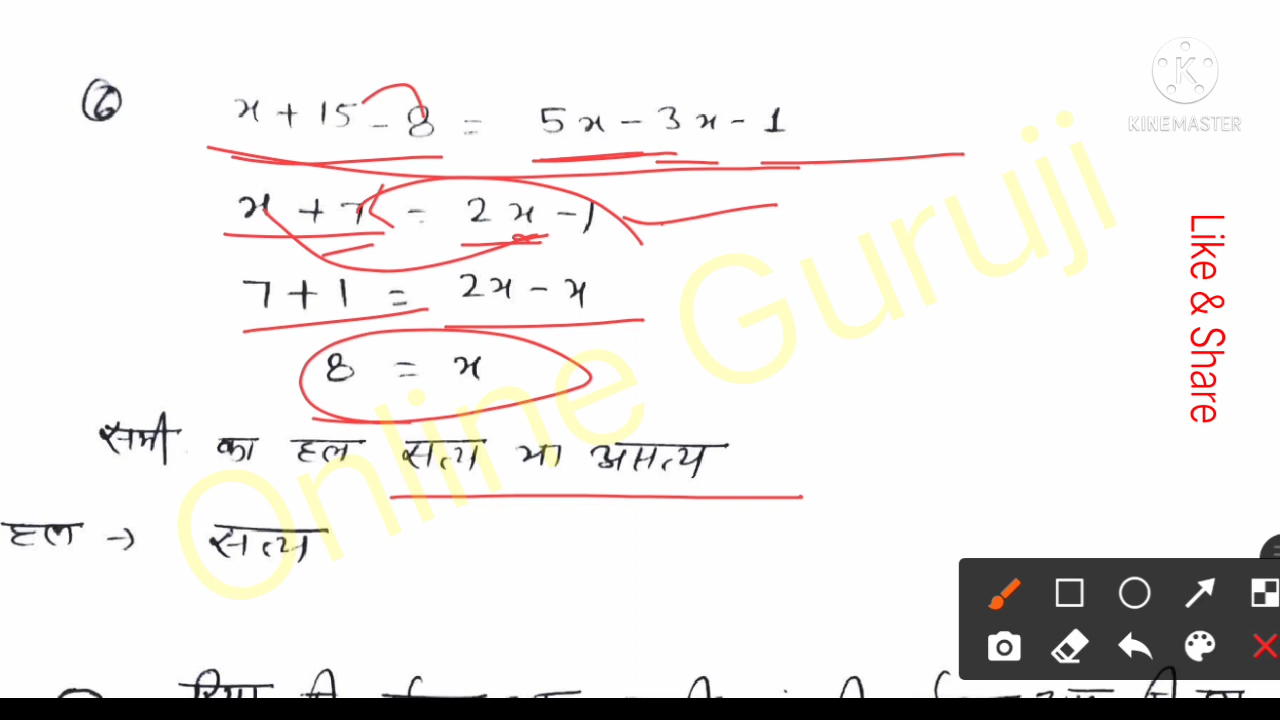 ⑥ x + 15 - 8 = 5x - 3x - 1
x + 7 = 2x - 1
7 + 1 = 2x - x
8 = x
सभी का हल सत्य या असत्य
हल → सत्य
Online Guruji
KINEMASTER
Like & Share